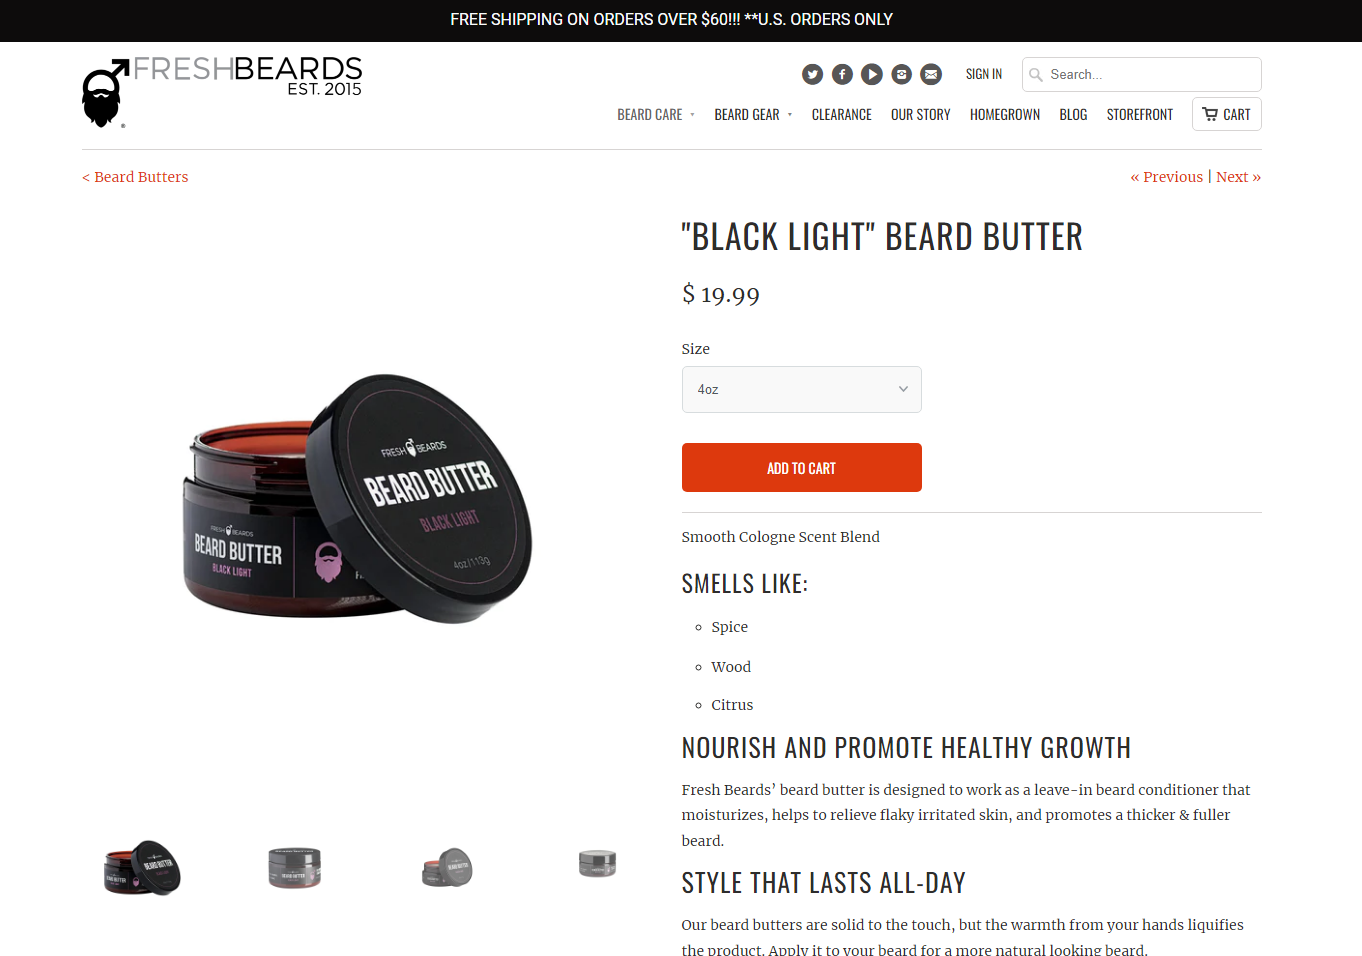 FREE SHIPPING ON ORDERS OVER $60!!! **U.S. ORDERS ONLY
FRESHBEARDS
EST. 2015
SIGN IN
Search...
BEARD CARE
BEARD GEAR
CLEARANCE
OUR STORY
HOMEGROWN
BLOG
STOREFRONT
CART
< Beard Butters
« Previous | Next »
"BLACK LIGHT" BEARD BUTTER
$ 19.99
Size
4oz
ADD TO CART
Smooth Cologne Scent Blend
SMELLS LIKE:
Spice
Wood
Citrus
NOURISH AND PROMOTE HEALTHY GROWTH
Fresh Beards’ beard butter is designed to work as a leave-in beard conditioner that
moisturizes, helps to relieve flaky irritated skin, and promotes a thicker & fuller
beard.
STYLE THAT LASTS ALL-DAY
Our beard butters are solid to the touch, but the warmth from your hands liquifies
the product. Apply it to your beard for a more natural looking beard.
FRESH BEARDS
BEARD BUTTER
BLACK LIGHT
4oz/113g
FRESH BEARDS
BEARD BUTTER
BLACK LIGHT
BEARD BUTTER
BEARD BUTTER